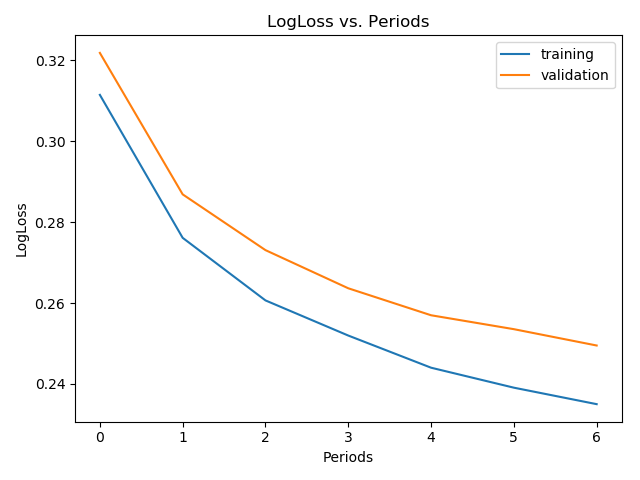 LogLoss vs. Periods
training
validation
0.32
0.30
0.28
0.26
0.24
LogLoss
0 1 2 3 4 5 6
Periods